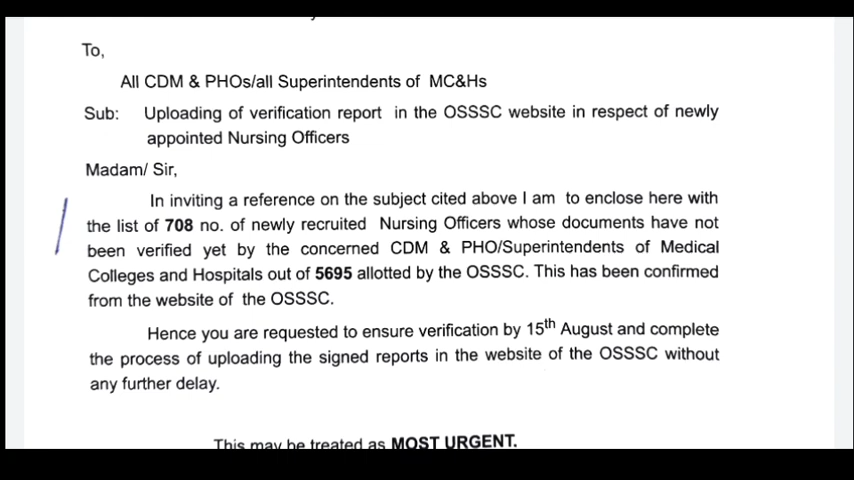 To,
All CDM & PHOs/all Superintendents of MC&Hs
Sub: Uploading of verification report in the OSSSC website in respect of newly
appointed Nursing Officers
Madam/ Sir,
In inviting a reference on the subject cited above I am to enclose here with
the list of 708 no. of newly recruited Nursing Officers whose documents have not
been verified yet by the concerned CDM & PHO/Superintendents of Medical
Colleges and Hospitals out of 5695 allotted by the OSSSC. This has been confirmed
from the website of the OSSSC.
Hence you are requested to ensure verification by 15th August and complete
the process of uploading the signed reports in the website of the OSSSC without
any further delay.
This may be treated as MOST URGENT.